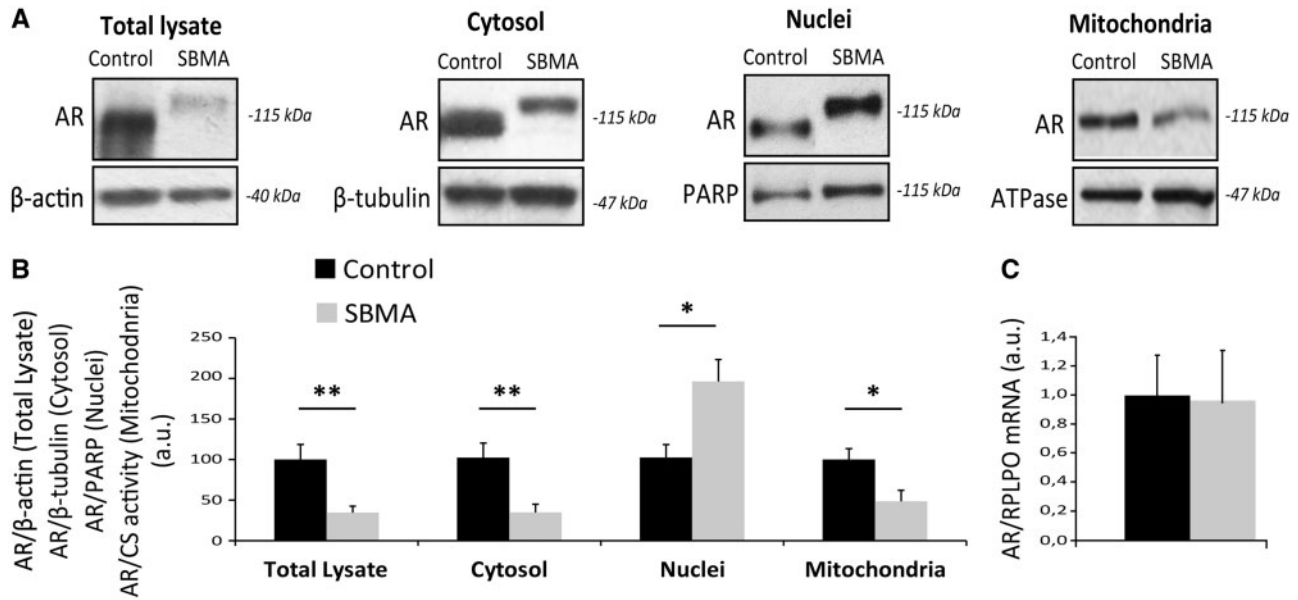 A
Total lysate
Control SBMA
AR
-115 kDa
β-actin
-40 kDa
Cytosol
Control SBMA
AR
-115 kDa
β-tubulin
-47 kDa
Nuclei
Control SBMA
AR
-115 kDa
PARP
-115 kDa
Mitochondria
Control SBMA
AR
-115 kDa
ATPase
-47 kDa
B
Control
SBMA
AR/β-actin (Total Lysate)
AR/β-tubulin (Cytosol)
AR/PARP (Nuclei)
AR/CS activity (Mitochodnria)
(a.u.)
250
200
150
100
50
0
**
**
*
*
Total Lysate
Cytosol
Nuclei
Mitochondria
C
AR/RPLPO mRNA (a.u.)
1,4
1,2
1,0
0,8
0,6
0,4
0,2
0,0